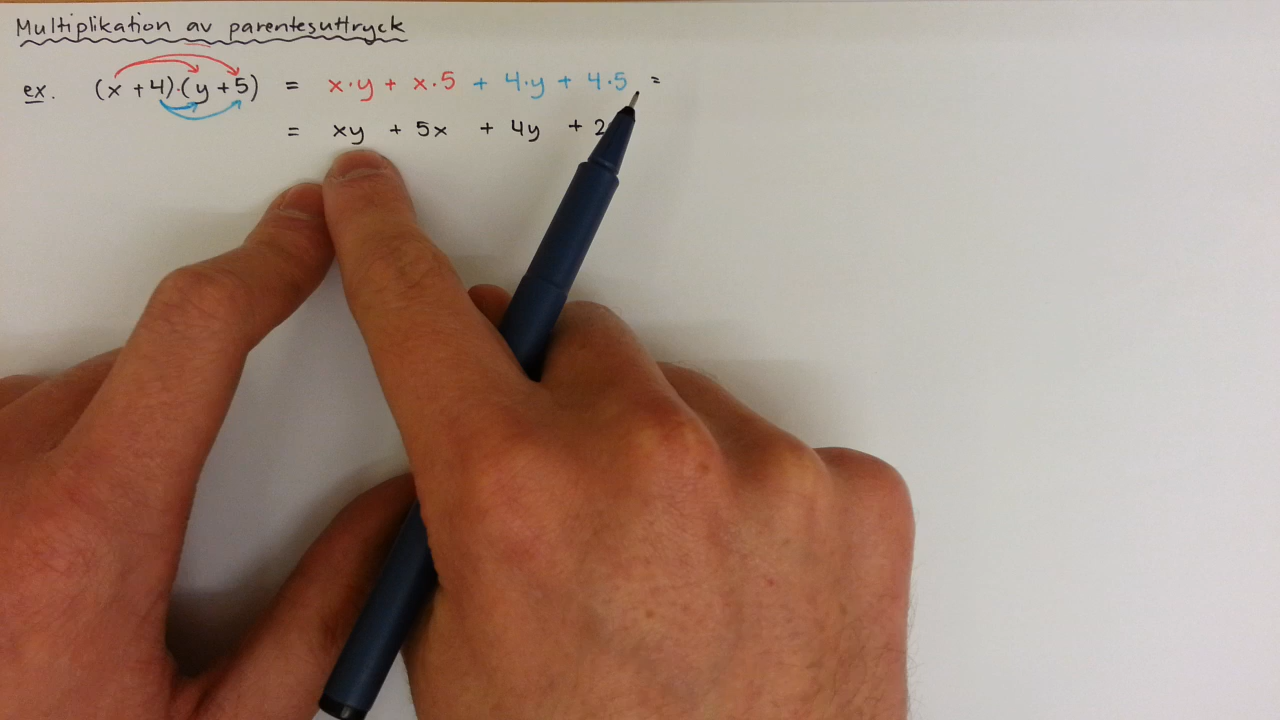 Multiplikation av parentesuttryck
ex. (x + 4)·(y + 5) = x·y + x·5 + 4·y + 4·5 =
= xy + 5x + 4y + 2